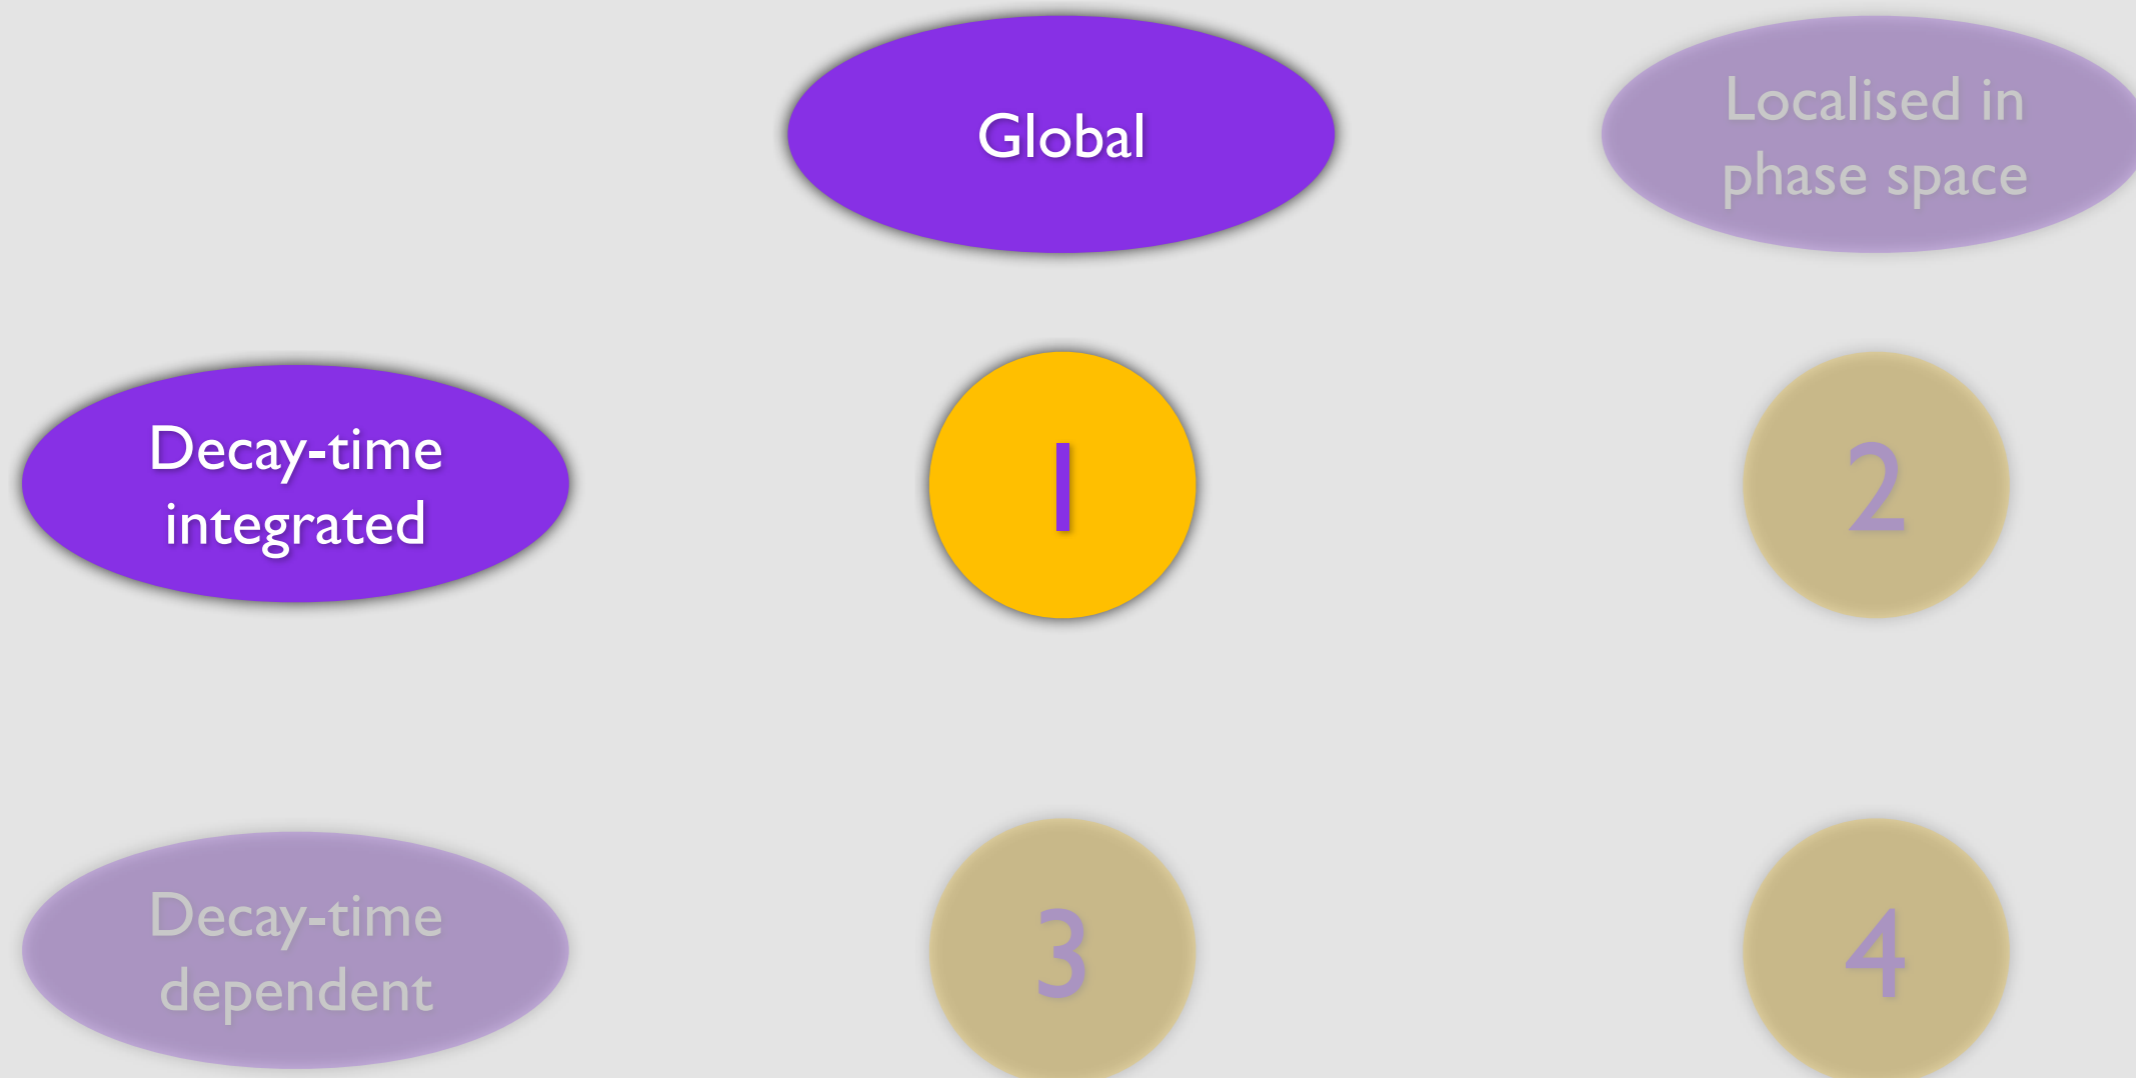 Global
Localised in
phase space
Decay-time
integrated
1
2
Decay-time
dependent
3
4